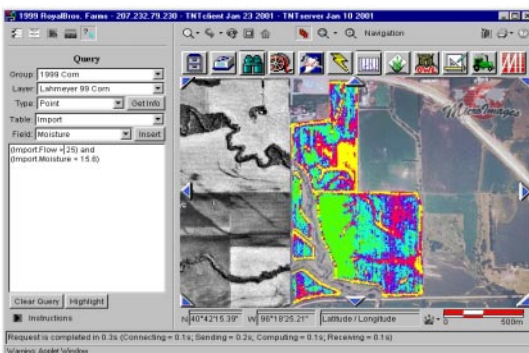 1999 RoyalBros. Farms - 207.232.79.230 - TNTclient Jan 23 2001 - TNTserver Jan 10 2001
Navigation
Query
Group: 1999 Corn
Layer: Lahmeyer 99 Corn
Type: Point Get Info
Table: Import
Field: Moisture Insert
(Import.Flow > 25) and
(Import.Moisture = 15.6)
MicroImages
Clear Query Highlight
Instructions
N 40°42'15.39" W 96°18'25.21" Latitude / Longitude 0 500m
Request is completed in 0.3s (Connecting = 0.1s; Sending = 0.2s; Computing = 0.1s; Receiving = 0.1s)
Warning: Applet Window